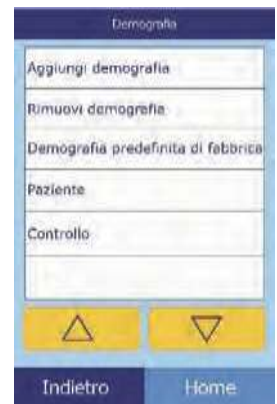 Demografia
Aggiungi demografia
Rimuovi demografia
Demografia predefinita di fabbrica
Paziente
Controllo
Indietro
Home